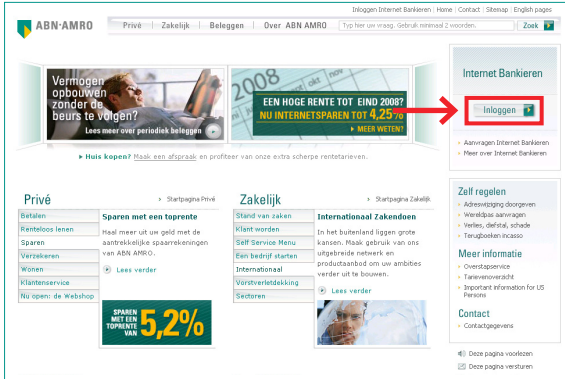 Inloggen Internet Bankieren | Home | Contact | Sitemap | English pages
ABN·AMRO
Privé | Zakelijk | Beleggen | Over ABN AMRO
Typ hier uw vraag. Gebruik minimaal 2 woorden.
Zoek
Vermogen
opbouwen
zonder de
beurs te volgen?
Lees meer over periodiek beleggen
2008
okt
nov
EEN HOGE RENTE TOT EIND 2008?
NU INTERNETSPAREN TOT 4,25%
MEER WETEN?
Huis kopen? Maak een afspraak en profiteer van onze extra scherpe rentetarieven.
Internet Bankieren
Inloggen
Aanvragen Internet Bankieren
Meer over Internet Bankieren
Privé
Startpagina Privé
Betalen
Renteloos lenen
Sparen
Verzekeren
Wonen
Klantenservice
Nu open: de Webshop
Sparen met een toprente
Haal meer uit uw geld met de
aantrekkelijke spaarrekeningen
van ABN AMRO.
Lees verder
SPAREN
MET EEN
TOPRENTE
VAN
5,2%
Zakelijk
Startpagina Zakelijk
Stand van zaken
Klant worden
Self Service Menu
Een bedrijf starten
Internationaal
Vorstverletdekking
Sectoren
Internationaal Zakendoen
In het buitenland liggen grote
kansen. Maak gebruik van ons
uitgebreide netwerk en
productaanbod om uw ambities
verder uit te bouwen.
Lees verder
Zelf regelen
Adreswijziging doorgeven
Wereldpas aanvragen
Verlies, diefstal, schade
Terugboeken incasso
Meer informatie
Overstapservice
Tarievenoverzicht
Important information for US
Persons
Contact
Contactgegevens
Deze pagina voorlezen
Deze pagina versturen